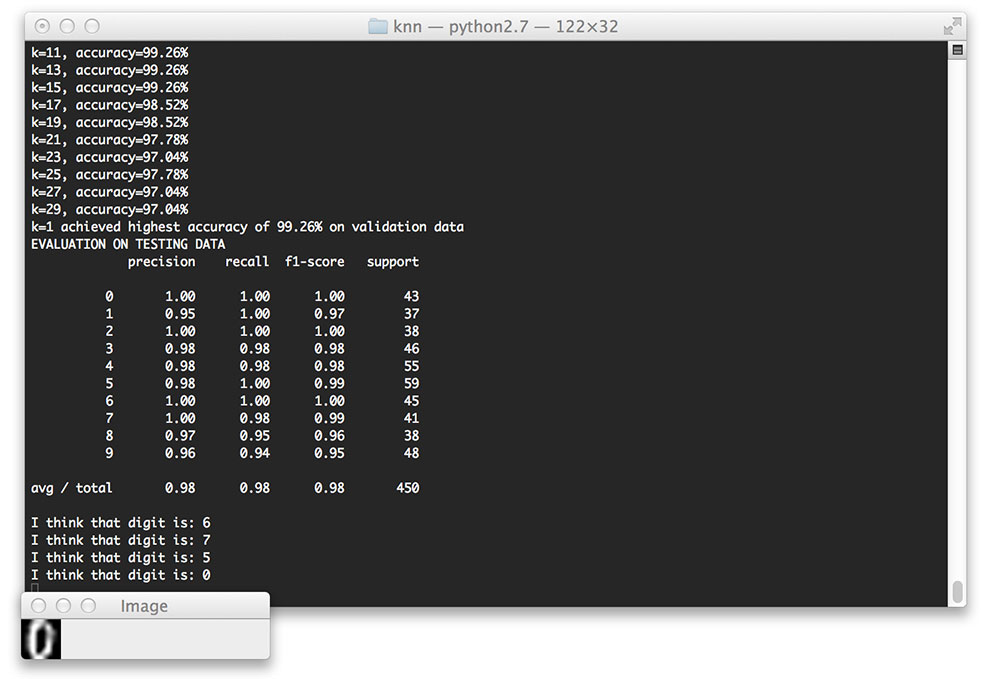 knn — python2.7 — 122×32
k=11, accuracy=99.26%
k=13, accuracy=99.26%
k=15, accuracy=99.26%
k=17, accuracy=98.52%
k=19, accuracy=98.52%
k=21, accuracy=97.78%
k=23, accuracy=97.04%
k=25, accuracy=97.78%
k=27, accuracy=97.04%
k=29, accuracy=97.04%
k=1 achieved highest accuracy of 99.26% on validation data
EVALUATION ON TESTING DATA
precision recall f1-score support
0 1.00 1.00 1.00 43
1 0.95 1.00 0.97 37
2 1.00 1.00 1.00 38
3 0.98 0.98 0.98 46
4 0.98 0.98 0.98 55
5 0.98 1.00 0.99 59
6 1.00 1.00 1.00 45
7 1.00 0.98 0.99 41
8 0.97 0.95 0.96 38
9 0.96 0.94 0.95 48
avg / total 0.98 0.98 0.98 450
I think that digit is: 6
I think that digit is: 7
I think that digit is: 5
I think that digit is: 0
Image
0